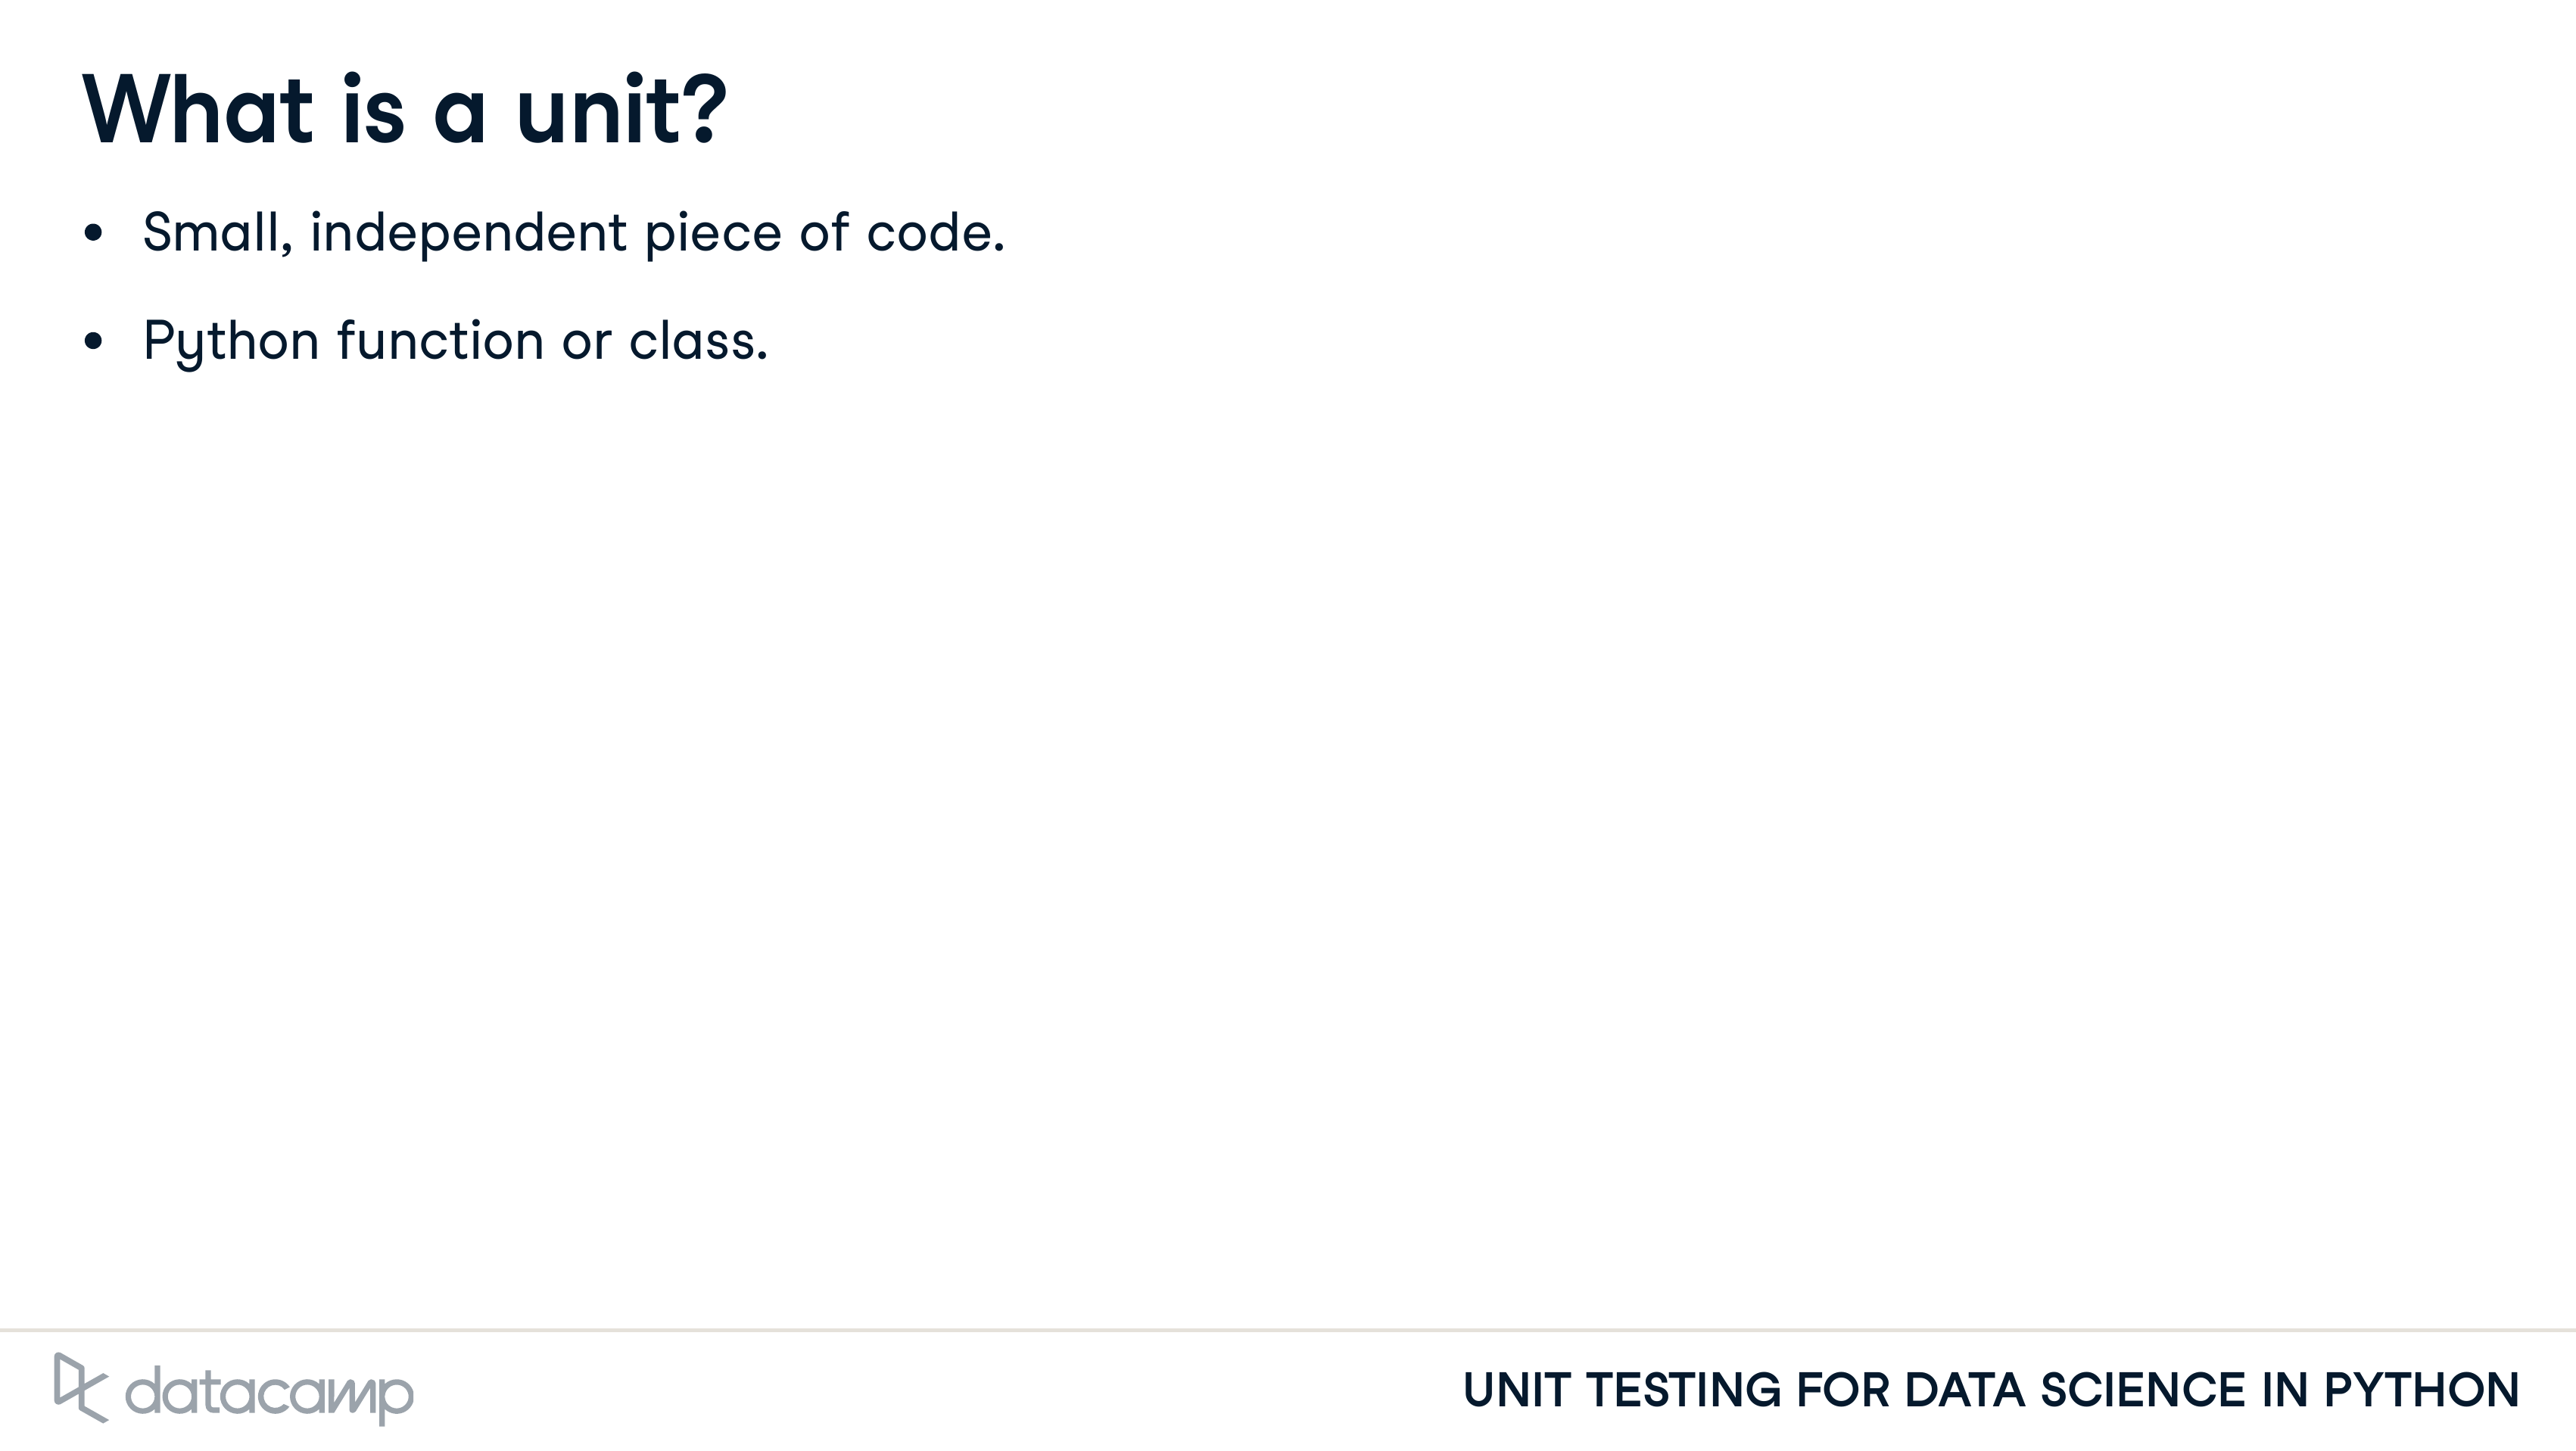 What is a unit?
• Small, independent piece of code.
• Python function or class.
datacamp
UNIT TESTING FOR DATA SCIENCE IN PYTHON